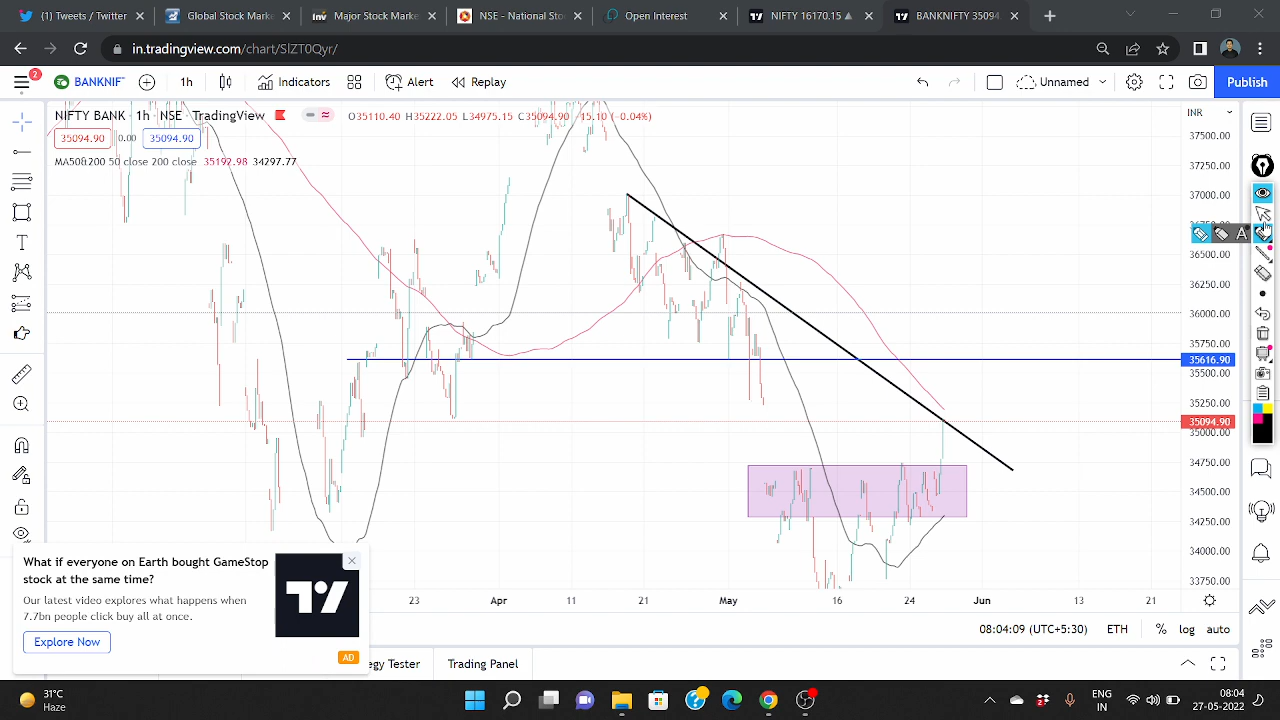 (1) Tweets / Twitter
Global Stock Marke
Major Stock Marke
NSE - National Sto
Open Interest
NIFTY 16170.15
BANKNIFTY 35094.
in.tradingview.com/chart/SlZT0Qyr/
2
BANKNIF
1h
Indicators
Alert
Replay
Unnamed
Publish
NIFTY BANK · 1h · NSE · TradingView
O35110.40 H35222.05 L34975.15 C35094.90 −15.10 (−0.04%)
INR
35094.90
0.00
35094.90
MA50&200 50 close 200 close 35192.98 34297.77
37500.00
37250.00
37000.00
36500.00
36250.00
36000.00
35750.00
35616.90
35500.00
35250.00
35094.90
35000.00
34750.00
34500.00
34250.00
34000.00
33750.00
23
Apr
11
21
May
16
24
Jun
13
21
What if everyone on Earth bought GameStop
stock at the same time?
Our latest video explores what happens when
7.7bn people click buy all at once.
Explore Now
AD
08:04:09 (UTC+5:30)
ETH
%
log
auto
egy Tester
Trading Panel
31°C
Haze
ENG
IN
08:04
27-05-2022